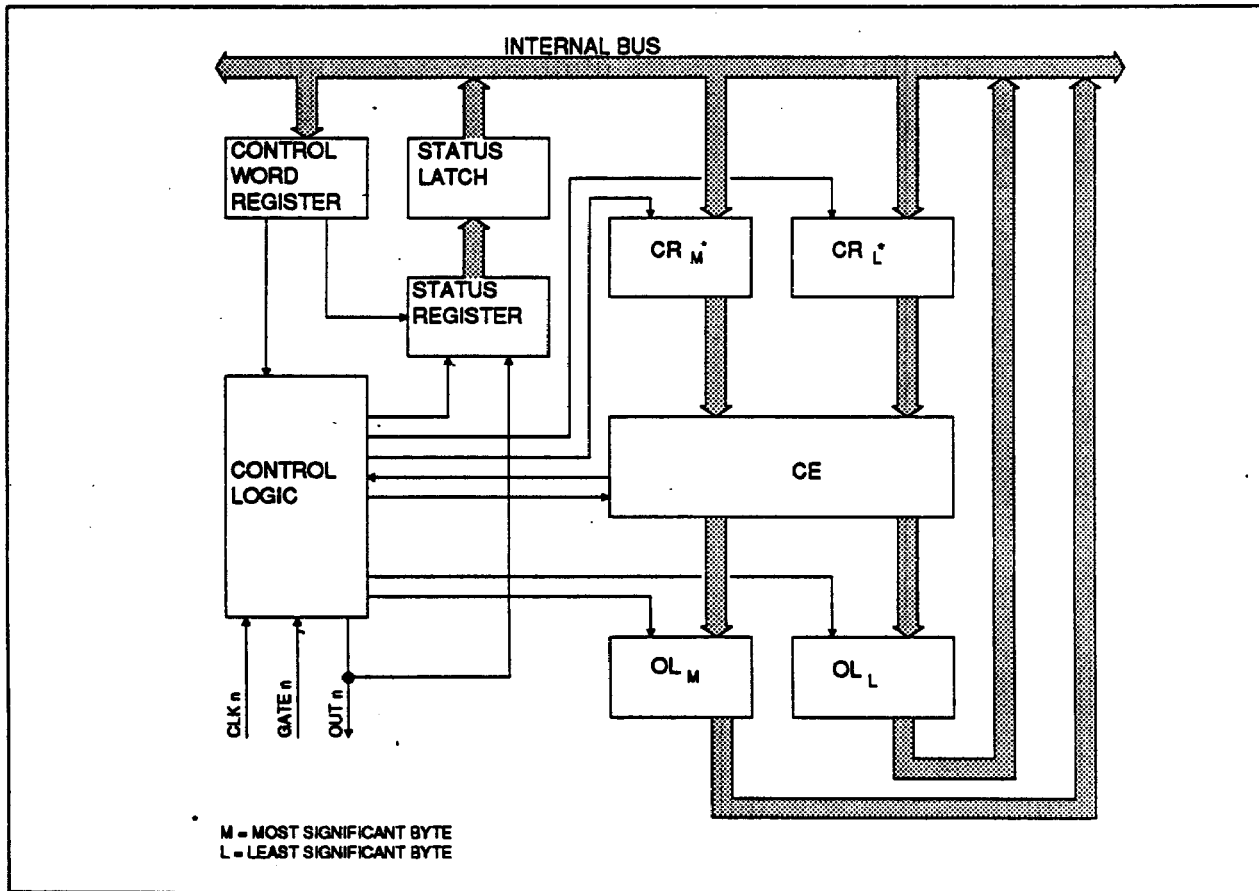 INTERNAL BUS
CONTROL
WORD
REGISTER
STATUS
LATCH
CR M*
CR L*
STATUS
REGISTER
CONTROL
LOGIC
CE
OL M
OL L
CLK n
GATE n
OUT n
M = MOST SIGNIFICANT BYTE
L = LEAST SIGNIFICANT BYTE